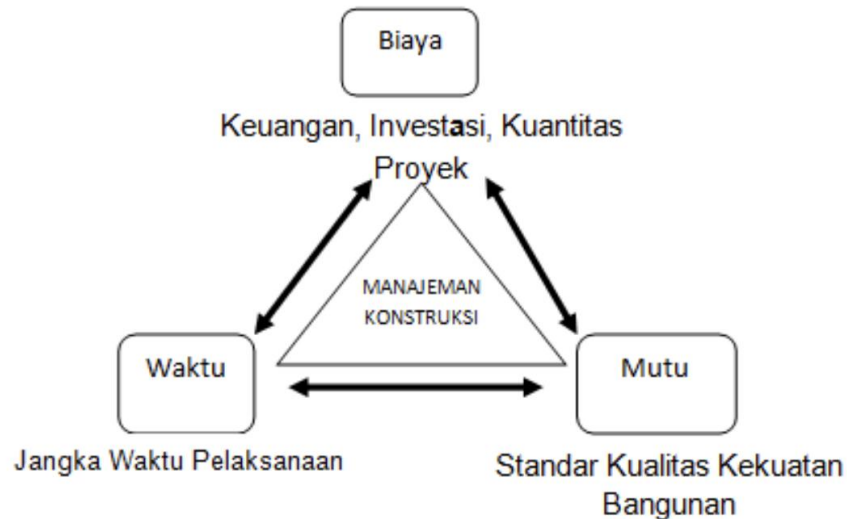 Biaya
Keuangan, Investasi, Kuantitas
Proyek
MANAJEMAN
KONSTRUKSI
Waktu
Mutu
Jangka Waktu Pelaksanaan
Standar Kualitas Kekuatan
Bangunan